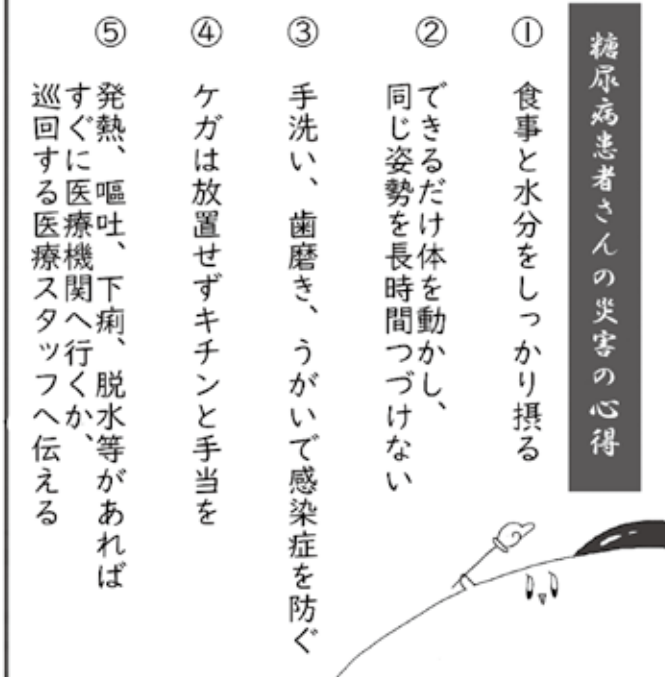 糖尿病患者さんの災害の心得
① 食事と水分をしっかり摂る
② できるだけ体を動かし、
同じ姿勢を長時間つづけない
③ 手洗い、歯磨き、うがいで感染症を防ぐ
④ ケガは放置せずキチンと手当を
⑤ 発熱、嘔吐、下痢、脱水等があれば
すぐに医療機関へ行くか、
巡回する医療スタッフへ伝える